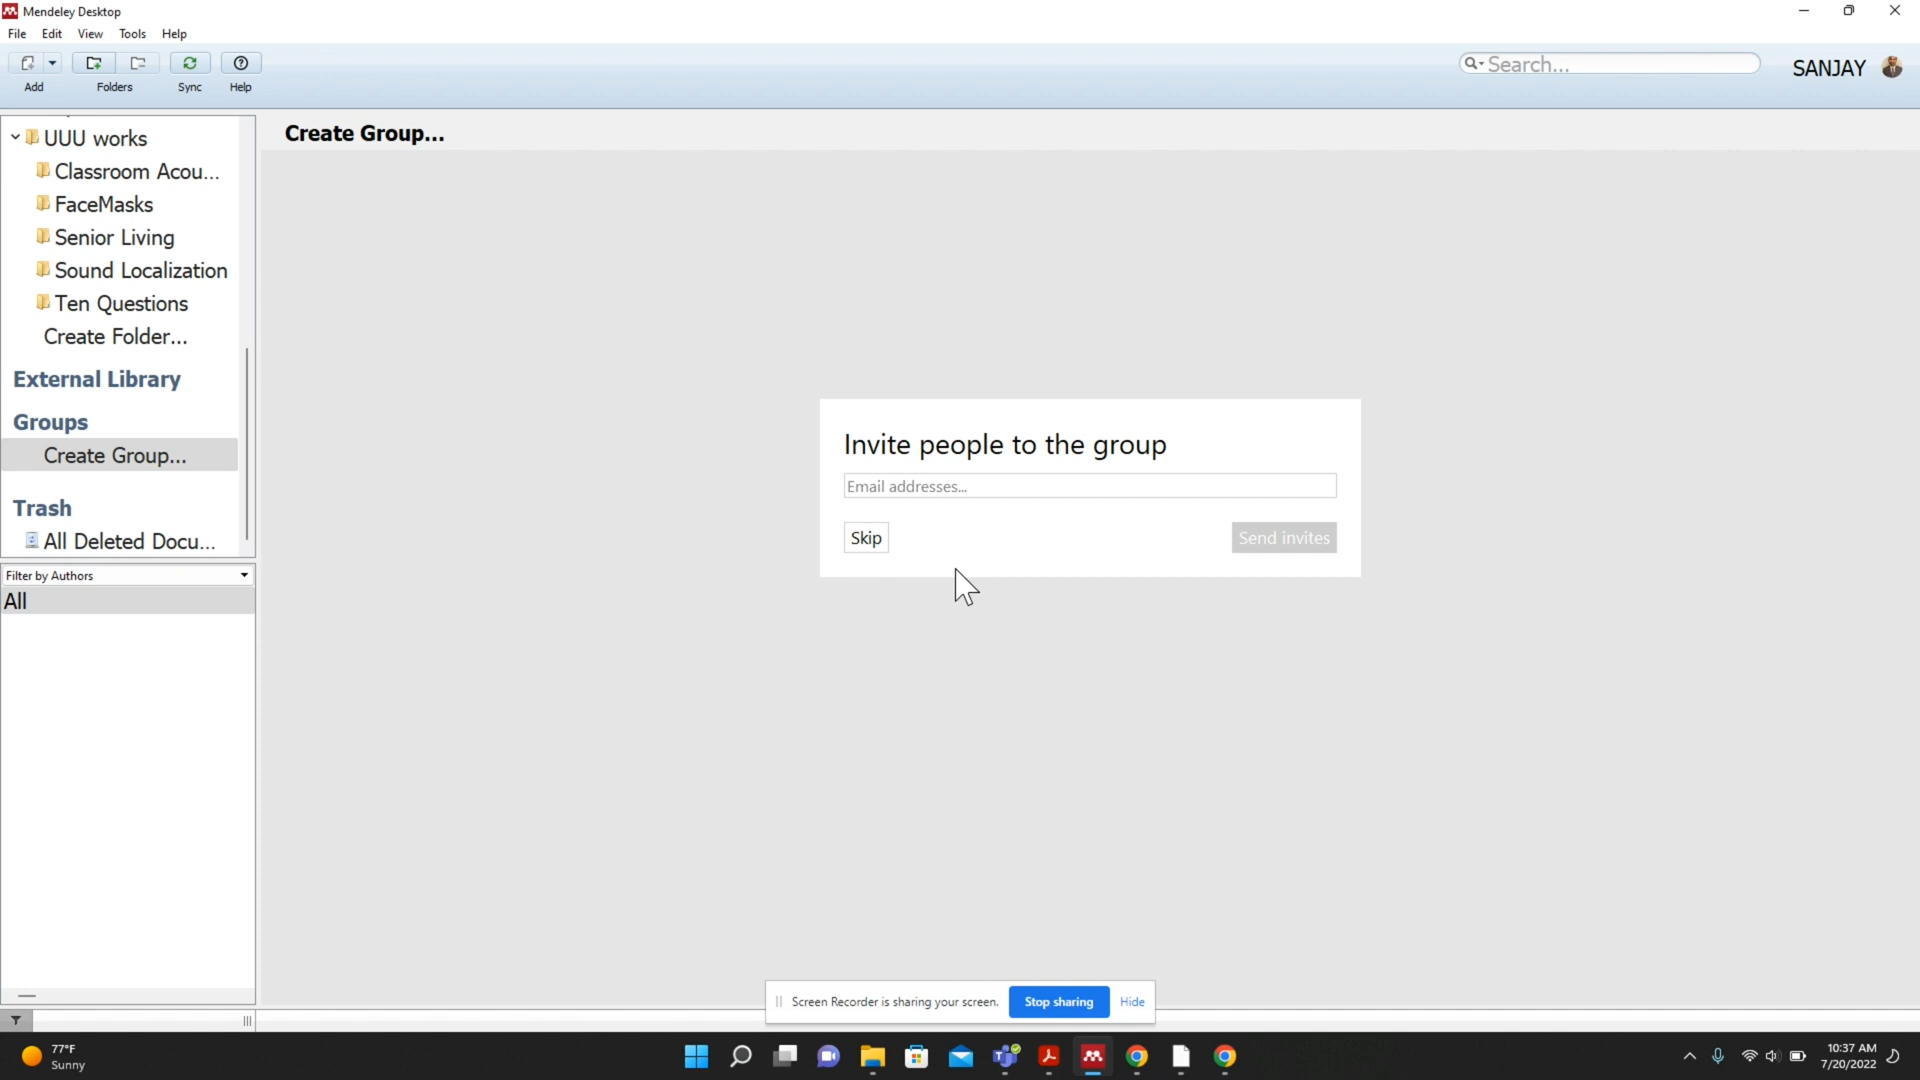 Mendeley Desktop
File Edit View Tools Help
Add Folders Sync Help
Search...
SANJAY
UUU works
Classroom Acou...
FaceMasks
Senior Living
Sound Localization
Ten Questions
Create Folder...
External Library
Groups
Create Group...
Trash
All Deleted Docu...
Filter by Authors
All
Create Group...
Invite people to the group
Email addresses...
Skip Send invites
Screen Recorder is sharing your screen. Stop sharing Hide
77°F
Sunny
10:37 AM
7/20/2022